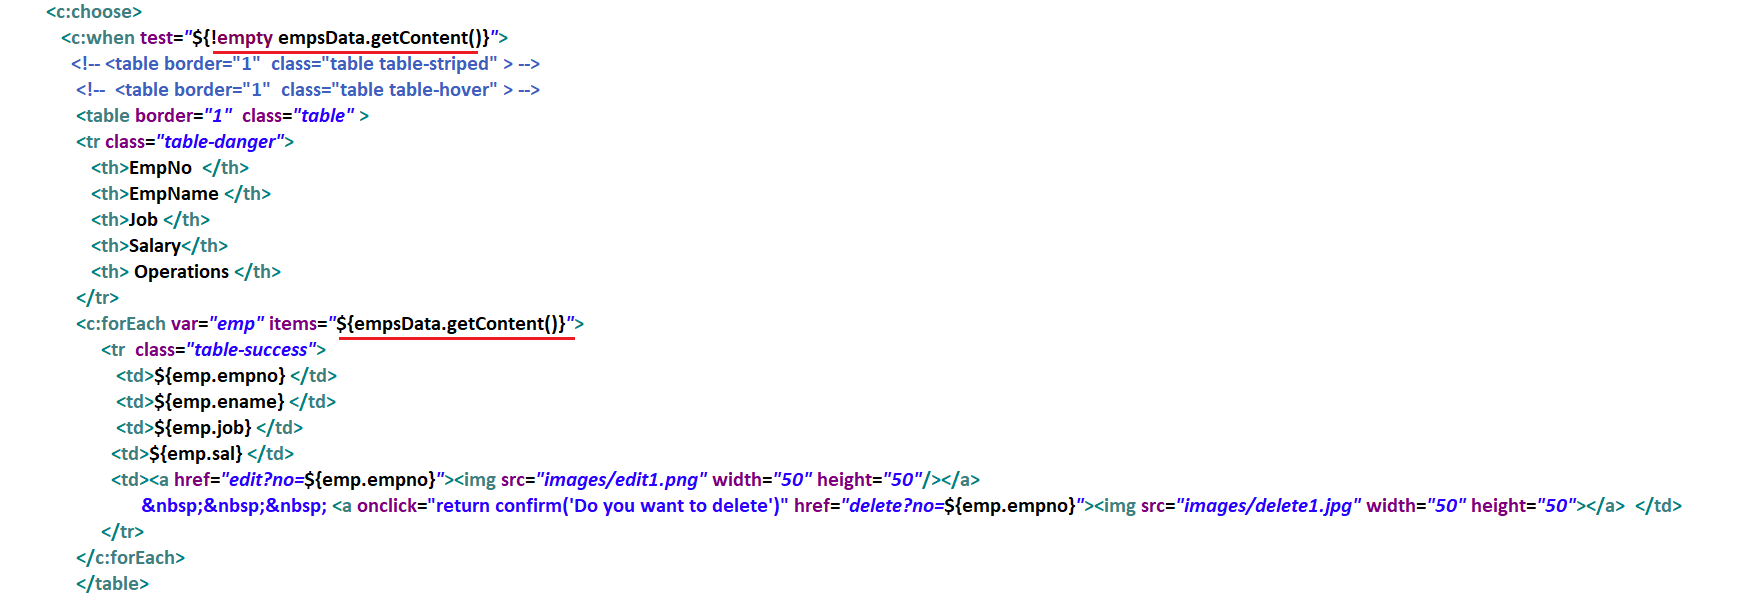 <c:choose>
<c:when test="${!empty empsData.getContent()}">
<!-- <table border="1"  class="table table-striped" > -->
<!--  <table border="1"  class="table table-hover" > -->
<table border="1"  class="table" >
<tr class="table-danger">
<th>EmpNo  </th>
<th>EmpName </th>
<th>Job </th>
<th>Salary</th>
<th> Operations </th>
</tr>
<c:forEach var="emp" items="${empsData.getContent()}">
<tr  class="table-success">
<td>${emp.empno} </td>
<td>${emp.ename} </td>
<td>${emp.job} </td>
<td>${emp.sal} </td>
<td><a href="edit?no=${emp.empno}"><img src="images/edit1.png" width="50" height="50"/></a>
&nbsp;&nbsp;&nbsp; <a onclick="return confirm('Do you want to delete')" href="delete?no=${emp.empno}"><img src="images/delete1.jpg" width="50" height="50"></a>  </td>
</tr>
</c:forEach>
</table>